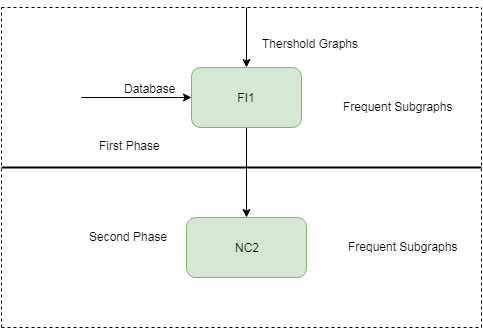 Thershold Graphs
Database
FI1
Frequent Subgraphs
First Phase
Second Phase
NC2
Frequent Subgraphs